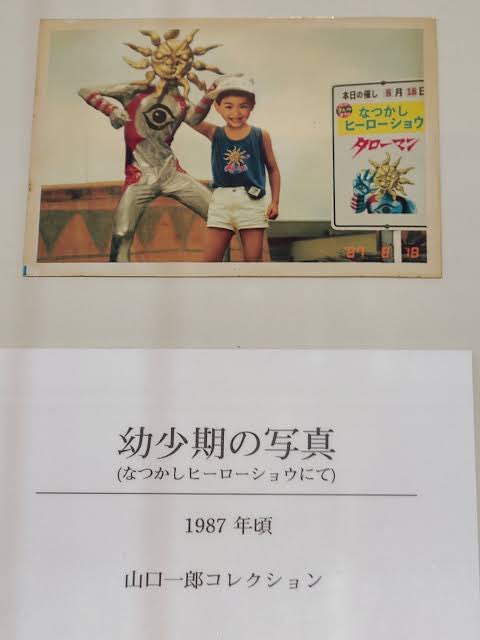 本日の催し 8月18日
なつかし
ヒーローショウ
タローマン
'87 8 18
幼少期の写真
(なつかしヒーローショウにて)
1987 年頃
山口一郎コレクション